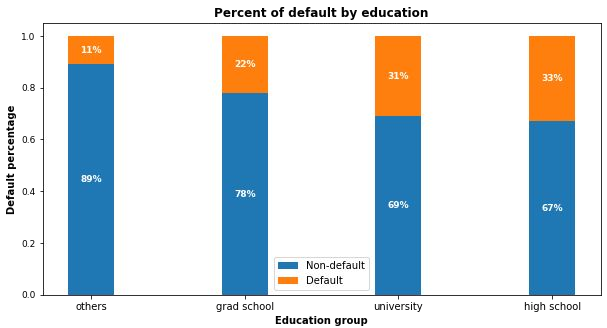 Percent of default by education
Default percentage
1.0
0.8
0.6
0.4
0.2
0.0
11%
22%
31%
33%
89%
78%
69%
67%
Non-default
Default
others
grad school
university
high school
Education group